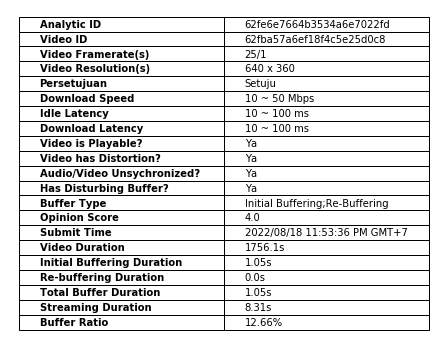 Analytic ID 62fe6e7664b3534a6e7022fd
Video ID 62fba57a6ef18f4c5e25d0c8
Video Framerate(s) 25/1
Video Resolution(s) 640 x 360
Persetujuan Setuju
Download Speed 10 ~ 50 Mbps
Idle Latency 10 ~ 100 ms
Download Latency 10 ~ 100 ms
Video is Playable? Ya
Video has Distortion? Ya
Audio/Video Unsychronized? Ya
Has Disturbing Buffer? Ya
Buffer Type Initial Buffering;Re-Buffering
Opinion Score 4.0
Submit Time 2022/08/18 11:53:36 PM GMT+7
Video Duration 1756.1s
Initial Buffering Duration 1.05s
Re-buffering Duration 0.0s
Total Buffer Duration 1.05s
Streaming Duration 8.31s
Buffer Ratio 12.66%